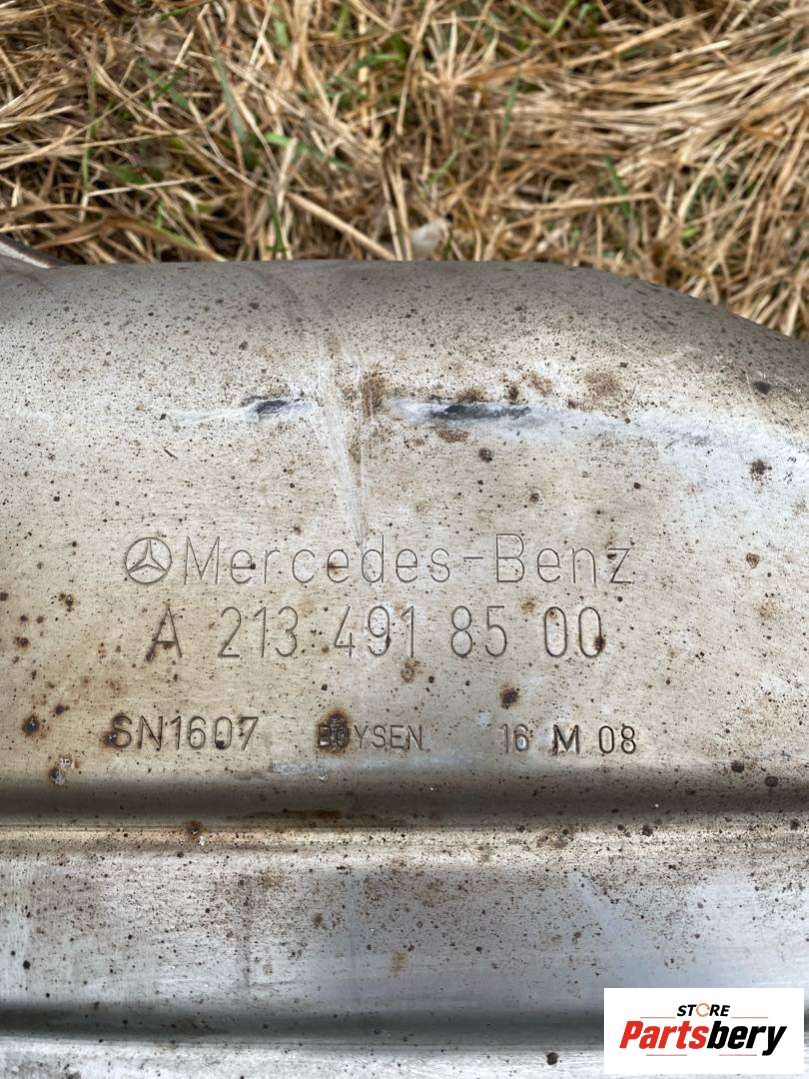 Mercedes-Benz
A 213 491 85 00
SN1607 BOYSEN 16 M 08
STORE
Partsbery